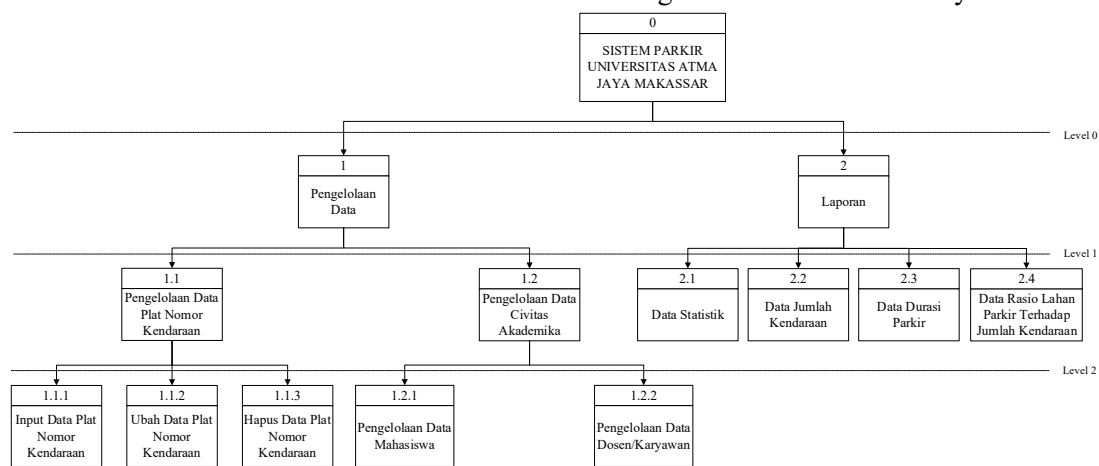 0
SISTEM PARKIR
UNIVERSITAS ATMA
JAYA MAKASSAR
Level 0
1
Pengelolaan
Data
2
Laporan
Level 1
1.1
Pengelolaan Data
Plat Nomor
Kendaraan
1.2
Pengelolaan Data
Civitas
Akademika
2.1
Data Statistik
2.2
Data Jumlah
Kendaraan
2.3
Data Durasi
Parkir
2.4
Data Rasio Lahan
Parkir Terhadap
Jumlah Kendaraan
Level 2
1.1.1
Input Data Plat
Nomor
Kendaraan
1.1.2
Ubah Data Plat
Nomor
Kendaraan
1.1.3
Hapus Data Plat
Nomor
Kendaraan
1.2.1
Pengelolaan Data
Mahasiswa
1.2.2
Pengelolaan Data
Dosen/Karyawan